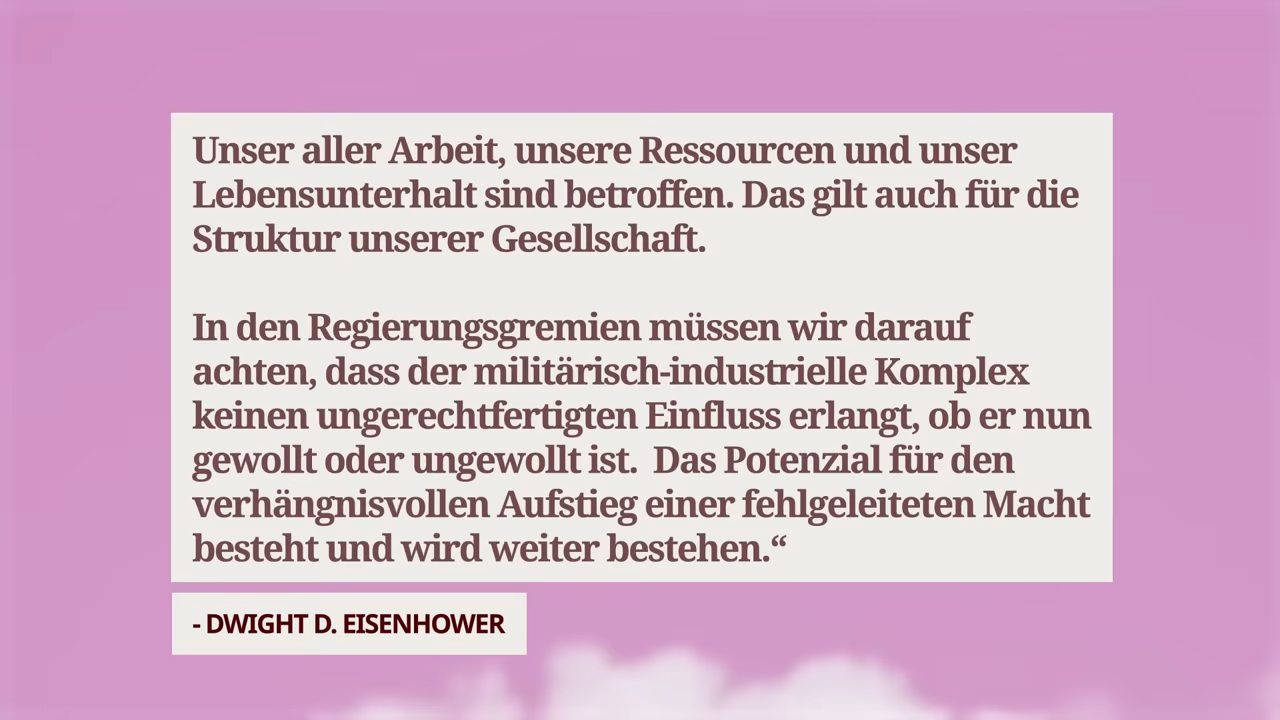 Unser aller Arbeit, unsere Ressourcen und unser
Lebensunterhalt sind betroffen. Das gilt auch für die
Struktur unserer Gesellschaft.
In den Regierungsgremien müssen wir darauf
achten, dass der militärisch-industrielle Komplex
keinen ungerechtfertigten Einfluss erlangt, ob er nun
gewollt oder ungewollt ist.  Das Potenzial für den
verhängnisvollen Aufstieg einer fehlgeleiteten Macht
besteht und wird weiter bestehen.“
- DWIGHT D. EISENHOWER